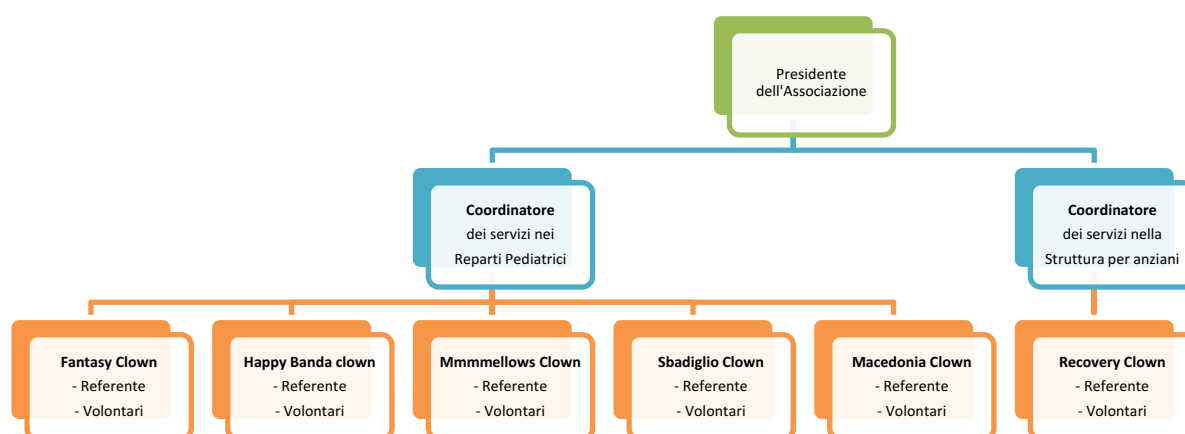 Presidente
dell'Associazione
Coordinatore
dei servizi nei
Reparti Pediatrici
Coordinatore
dei servizi nella
Struttura per anziani
Fantasy Clown
- Referente
- Volontari
Happy Banda clown
- Referente
- Volontari
Mmmmellows Clown
- Referente
- Volontari
Sbadiglio Clown
- Referente
- Volontari
Macedonia Clown
- Referente
- Volontari
Recovery Clown
- Referente
- Volontari